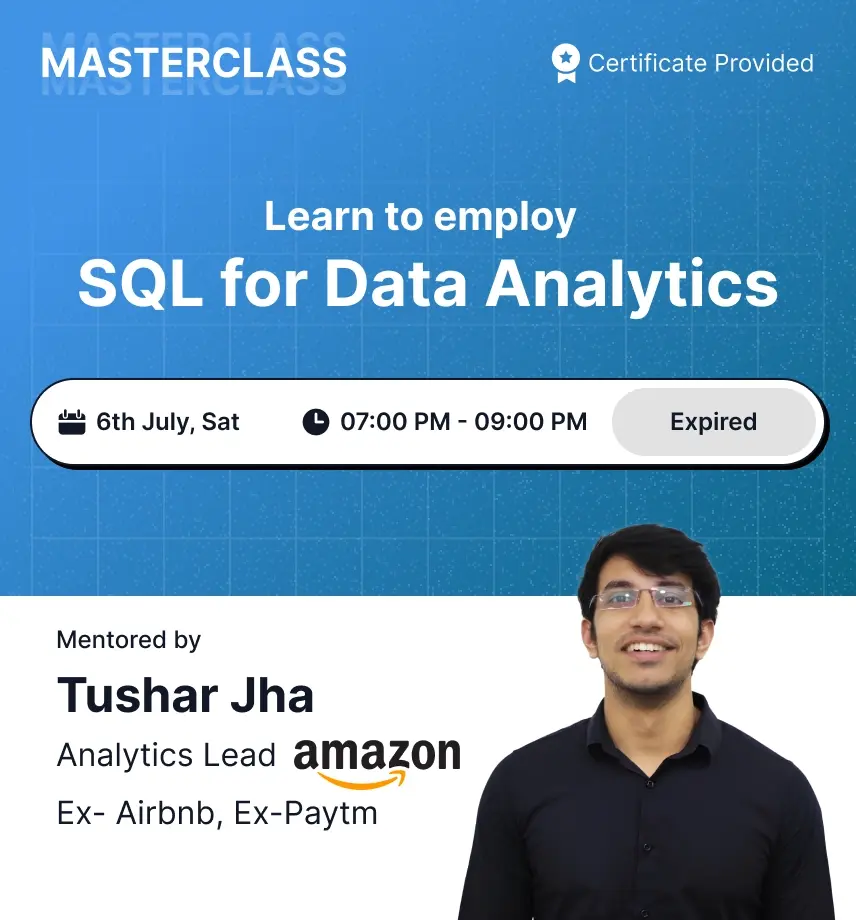 MASTERCLASS
Certificate Provided
Learn to employ
SQL for Data Analytics
6th July, Sat
07:00 PM - 09:00 PM
Expired
Mentored by
Tushar Jha
Analytics Lead amazon
Ex- Airbnb, Ex-Paytm